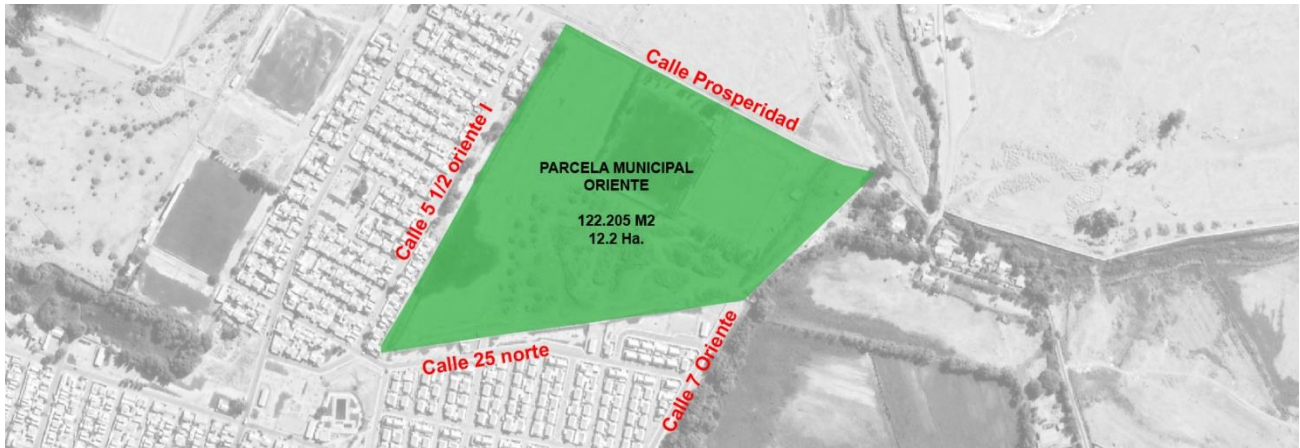 Calle Prosperidad
Calle 5 1/2 oriente I
PARCELA MUNICIPAL
ORIENTE
122.205 M2
12.2 Ha.
Calle 25 norte
Calle 7 Oriente